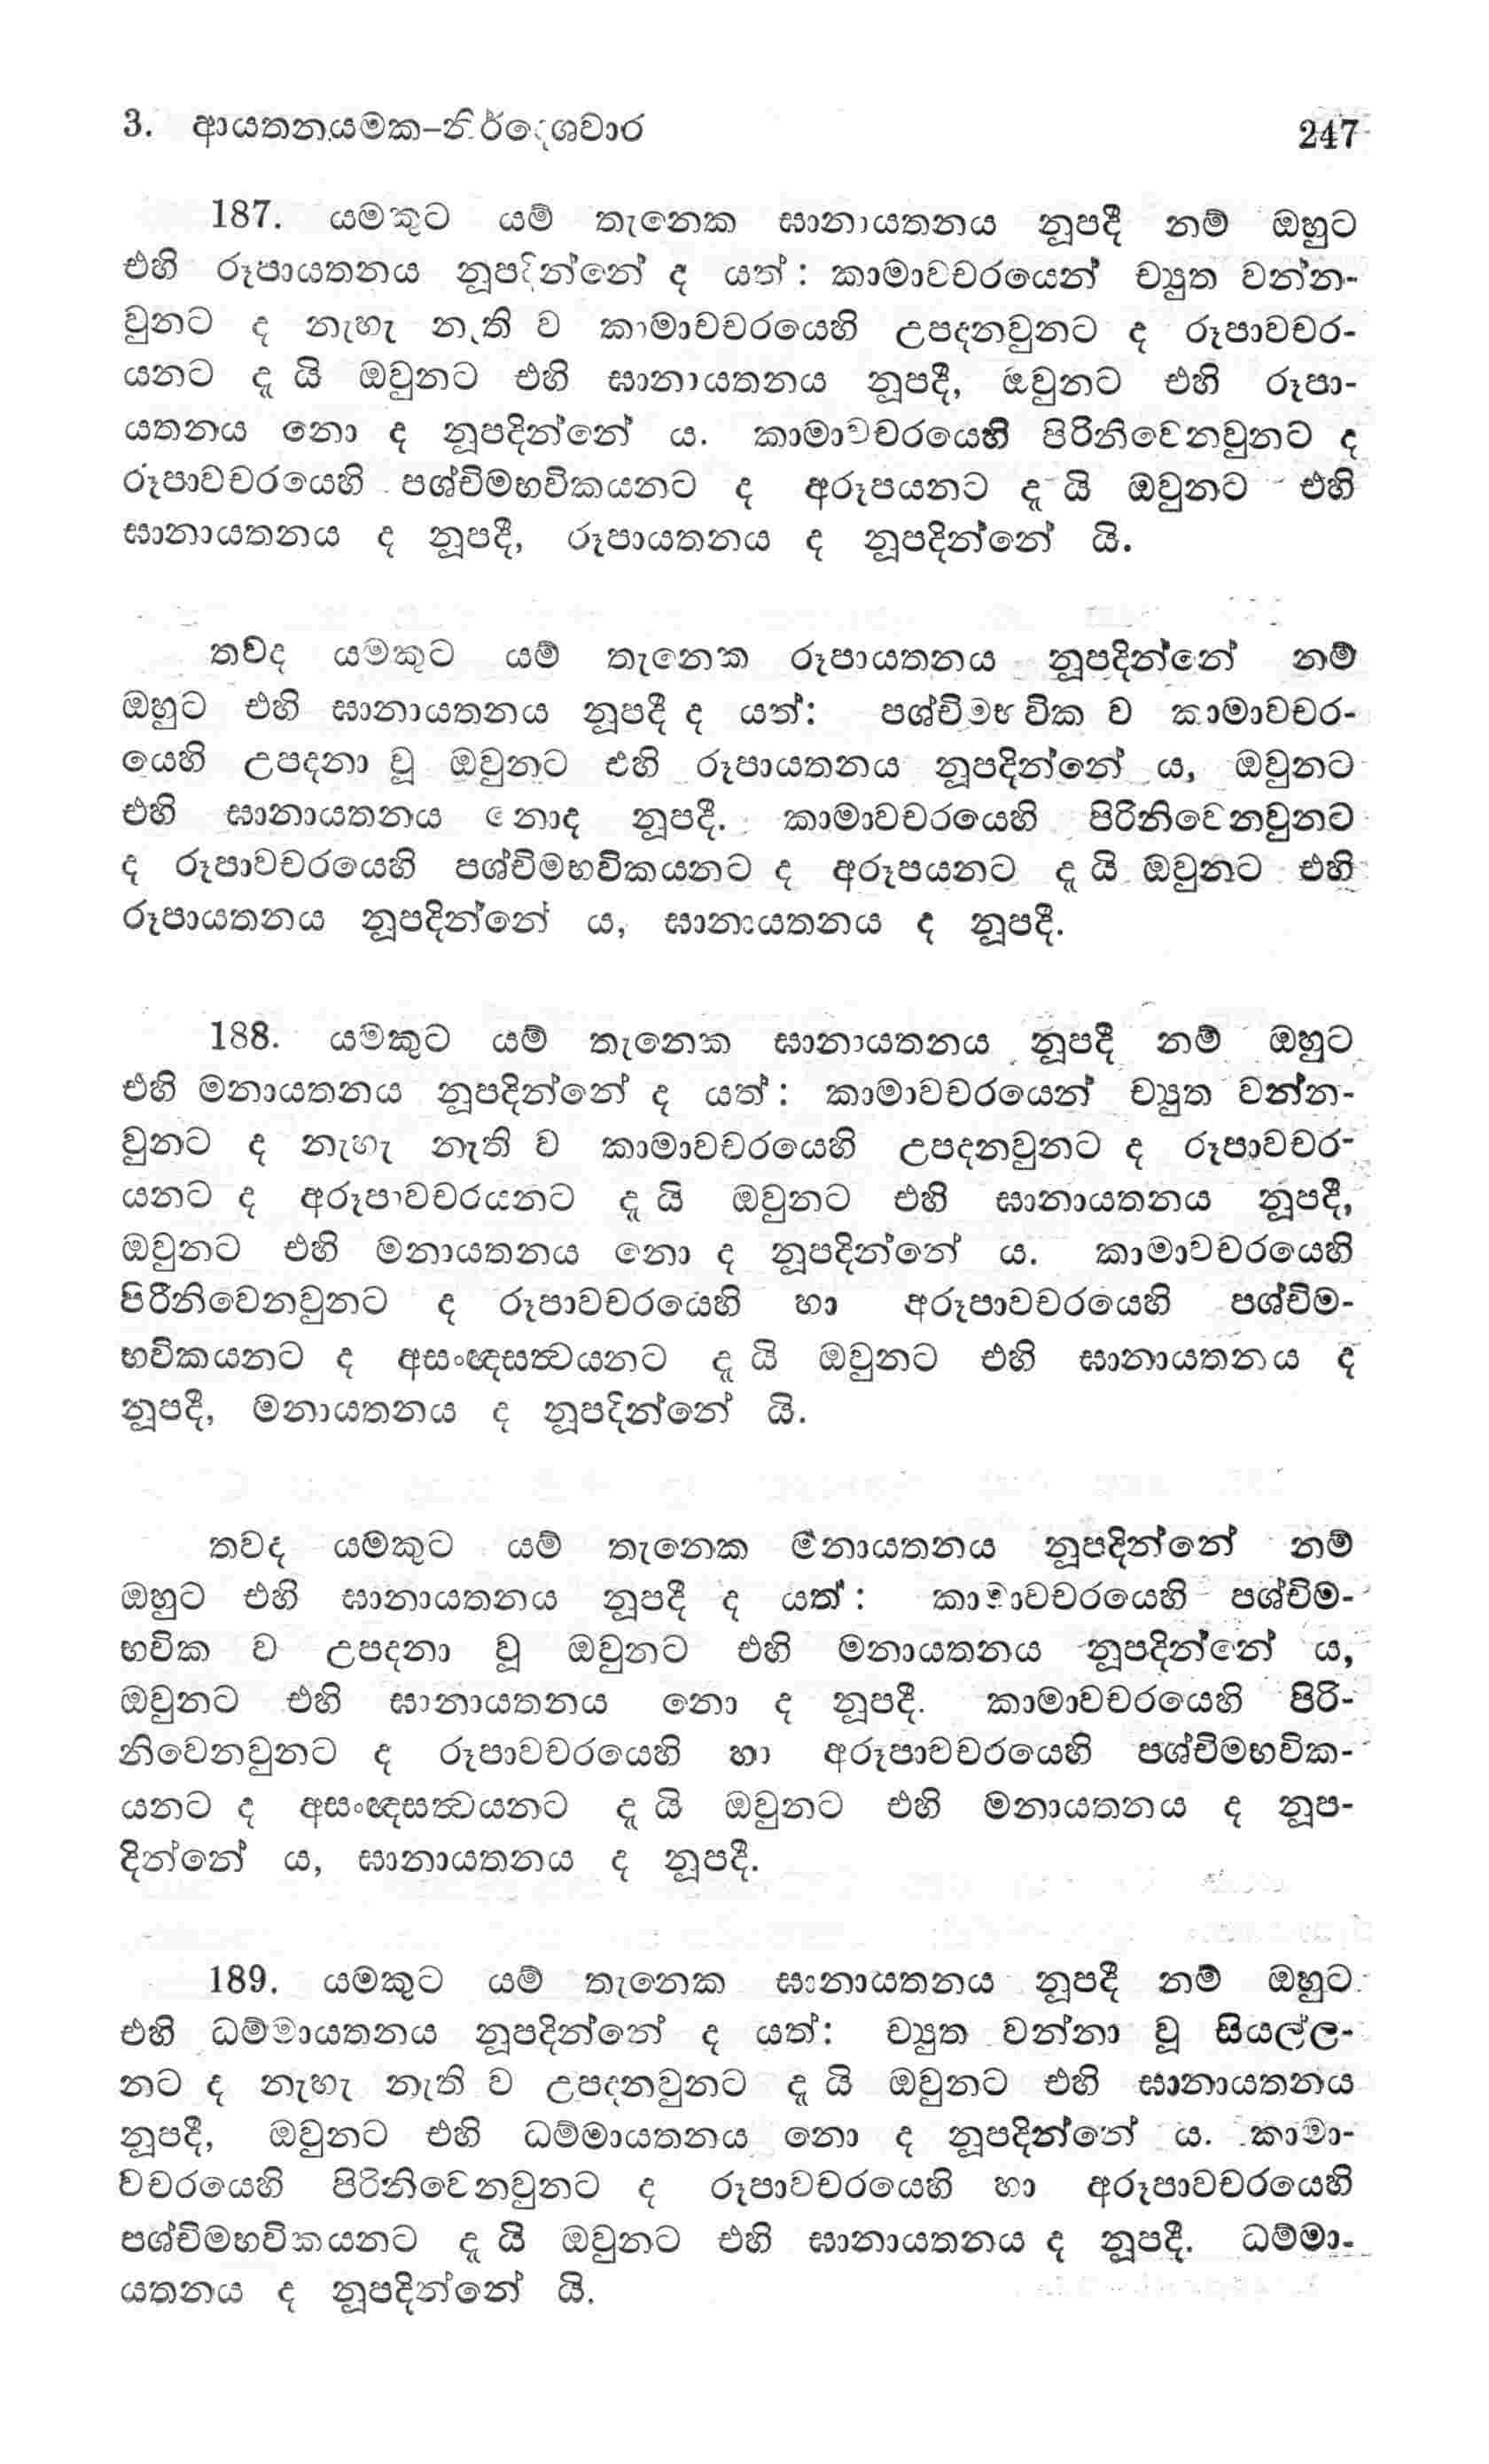 3. ආයතනයමක–නිර්දෙශවාර
247
187. යමකුට යම් තැනෙක ඝානායතනය නූපදී නම් ඔහුට
එහි රූපායතනය නූපදින්නේ ද යත්: කාමාවචරයෙන් ච්‍යුත වන්න-
වුනට ද නැහැ නැති ව කාමාවචරයෙහි උපදනවුනට ද රූපාවචර-
යනට දැ යි ඔවුනට එහි ඝානායතනය නූපදී, ඔවුනට එහි රූපා-
යතනය නො ද නූපදින්නේ ය. කාමාවචරයෙහි පිරිනිවෙනවුනට ද
රූපාවචරයෙහි පශ්චිමභවිකයනට ද අරූපයනට දැ යි ඔවුනට එහි
ඝානායතනය ද නූපදී, රූපායතනය ද නූපදින්නේ යි.
තවද යමකුට යම් තැනෙක රූපායතනය නූපදින්නේ නම්
ඔහුට එහි ඝානායතනය නූපදී ද යත්: පශ්චිමභවික ව කාමාවචර-
යෙහි උපදනා වූ ඔවුනට එහි රූපායතනය නූපදින්නේ ය, ඔවුනට
එහි ඝානායතනය නොද නූපදී. කාමාවචරයෙහි පිරිනිවෙනවුනට
ද රූපාවචරයෙහි පශ්චිමභවිකයනට ද අරූපයනට දැ යි ඔවුනට එහි
රූපායතනය නූපදින්නේ ය, ඝානායතනය ද නූපදී.
188. යමකුට යම් තැනෙක ඝානායතනය නූපදී නම් ඔහුට
එහි මනායතනය නූපදින්නේ ද යත්: කාමාවචරයෙන් ච්‍යුත වන්න-
වුනට ද නැහැ නැති ව කාමාවචරයෙහි උපදනවුනට ද රූපාවචර-
යනට ද අරූපාවචරයනට දැ යි ඔවුනට එහි ඝානායතනය නූපදී,
ඔවුනට එහි මනායතනය නො ද නූපදින්නේ ය. කාමාවචරයෙහි
පිරිනිවෙනවුනට ද රූපාවචරයෙහි හා අරූපාවචරයෙහි පශ්චිම-
භවිකයනට ද අසංඥසත්‍වයනට දැ යි ඔවුනට එහි ඝානායතනය ද
නූපදී, මනායතනය ද නූපදින්නේ යි.
තවද යමකුට යම් තැනෙක මනායතනය නූපදින්නේ නම්
ඔහුට එහි ඝානායතනය නූපදී ද යත්: කාමාවචරයෙහි පශ්චිම-
භවික ව උපදනා වූ ඔවුනට එහි මනායතනය නූපදින්නේ ය,
ඔවුනට එහි ඝානායතනය නො ද නූපදී. කාමාවචරයෙහි පිරි-
නිවෙනවුනට ද රූපාවචරයෙහි හා අරූපාවචරයෙහි පශ්චිමභවික-
යනට ද අසංඥසත්‍වයනට දැ යි ඔවුනට එහි මනායතනය ද නූප-
දින්නේ ය, ඝානායතනය ද නූපදී.
189. යමකුට යම් තැනෙක ඝානායතනය නූපදී නම් ඔහුට
එහි ධම්මායතනය නූපදින්නේ ද යත්: ච්‍යුත වන්නා වූ සියල්ල-
නට ද නැහැ නැති ව උපදනවුනට දැ යි ඔවුනට එහි ඝානායතනය
නූපදී, ඔවුනට එහි ධම්මායතනය නො ද නූපදින්නේ ය. කාමා-
වචරයෙහි පිරිනිවෙනවුනට ද රූපාවචරයෙහි හා අරූපාවචරයෙහි
පශ්චිමභවිකයනට දැ යි ඔවුනට එහි ඝානායතනය ද නූපදී. ධම්මා-
යතනය ද නූපදින්නේ යි.